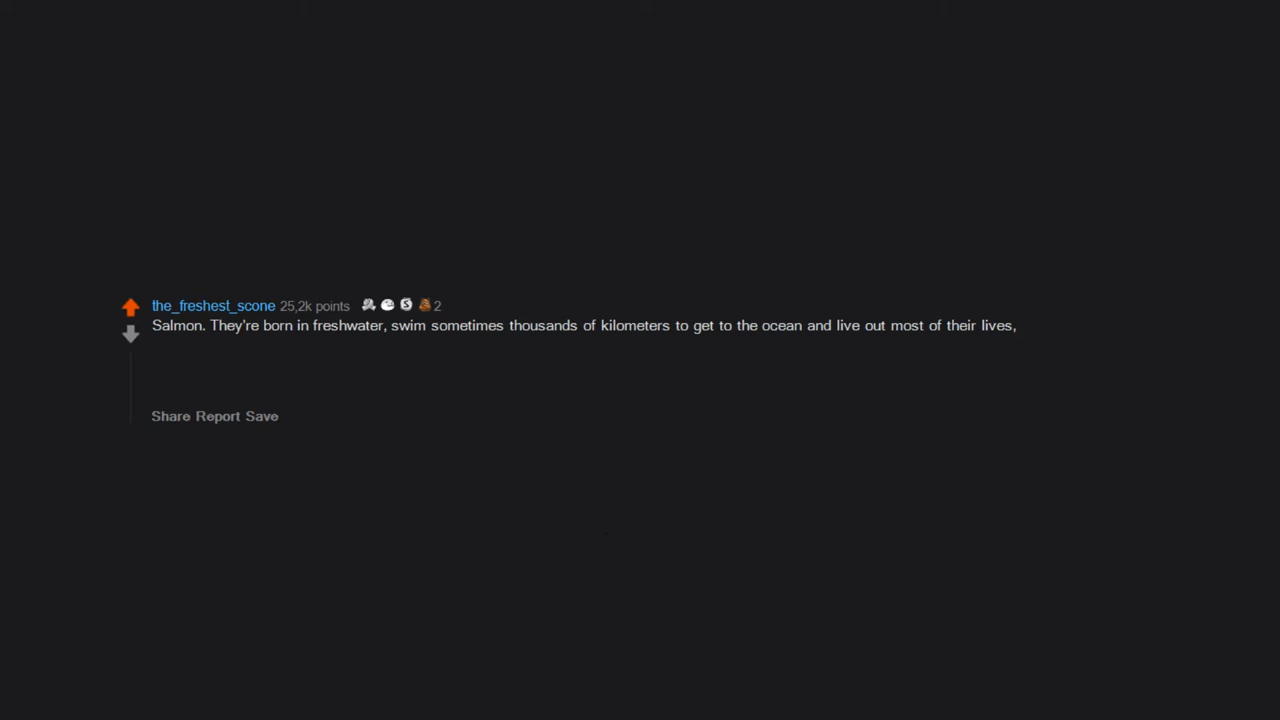 the_freshest_scone 25,2k points 2
Salmon. They're born in freshwater, swim sometimes thousands of kilometers to get to the ocean and live out most of their lives,
Share Report Save